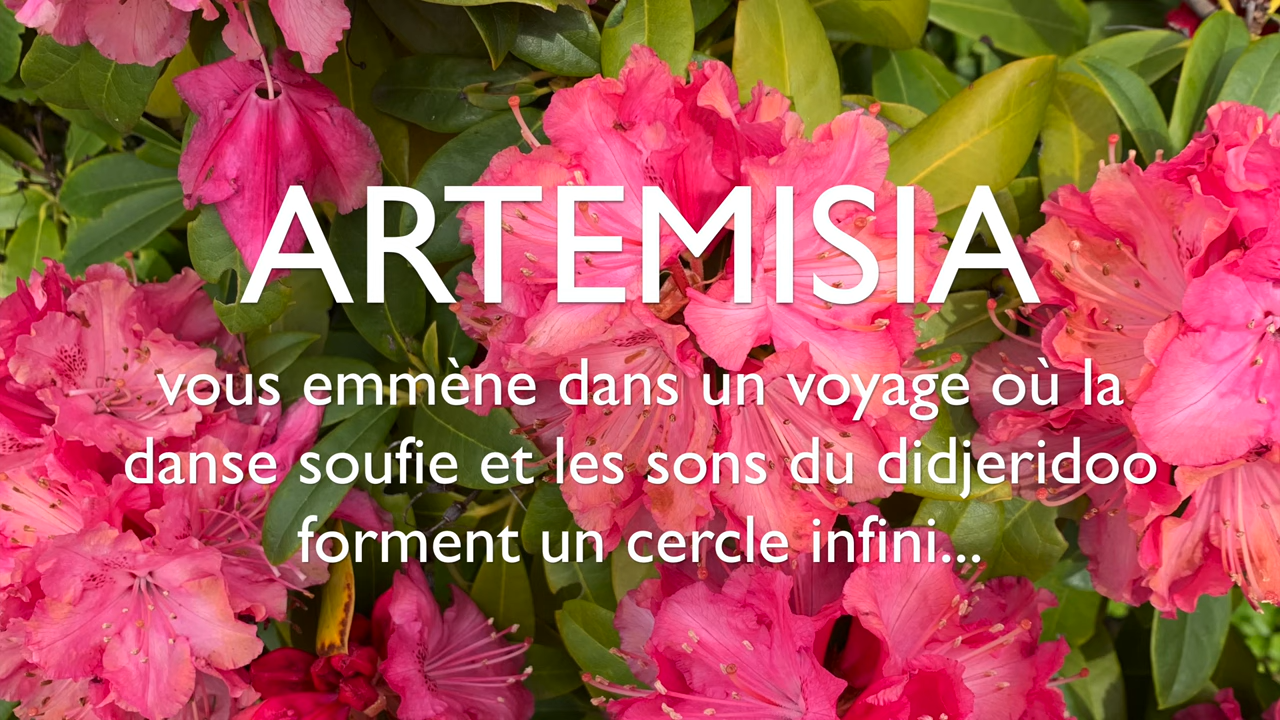 ARTEMISIA
vous emmène dans un voyage où la
danse soufie et les sons du didjeridoo
forment un cercle infini...